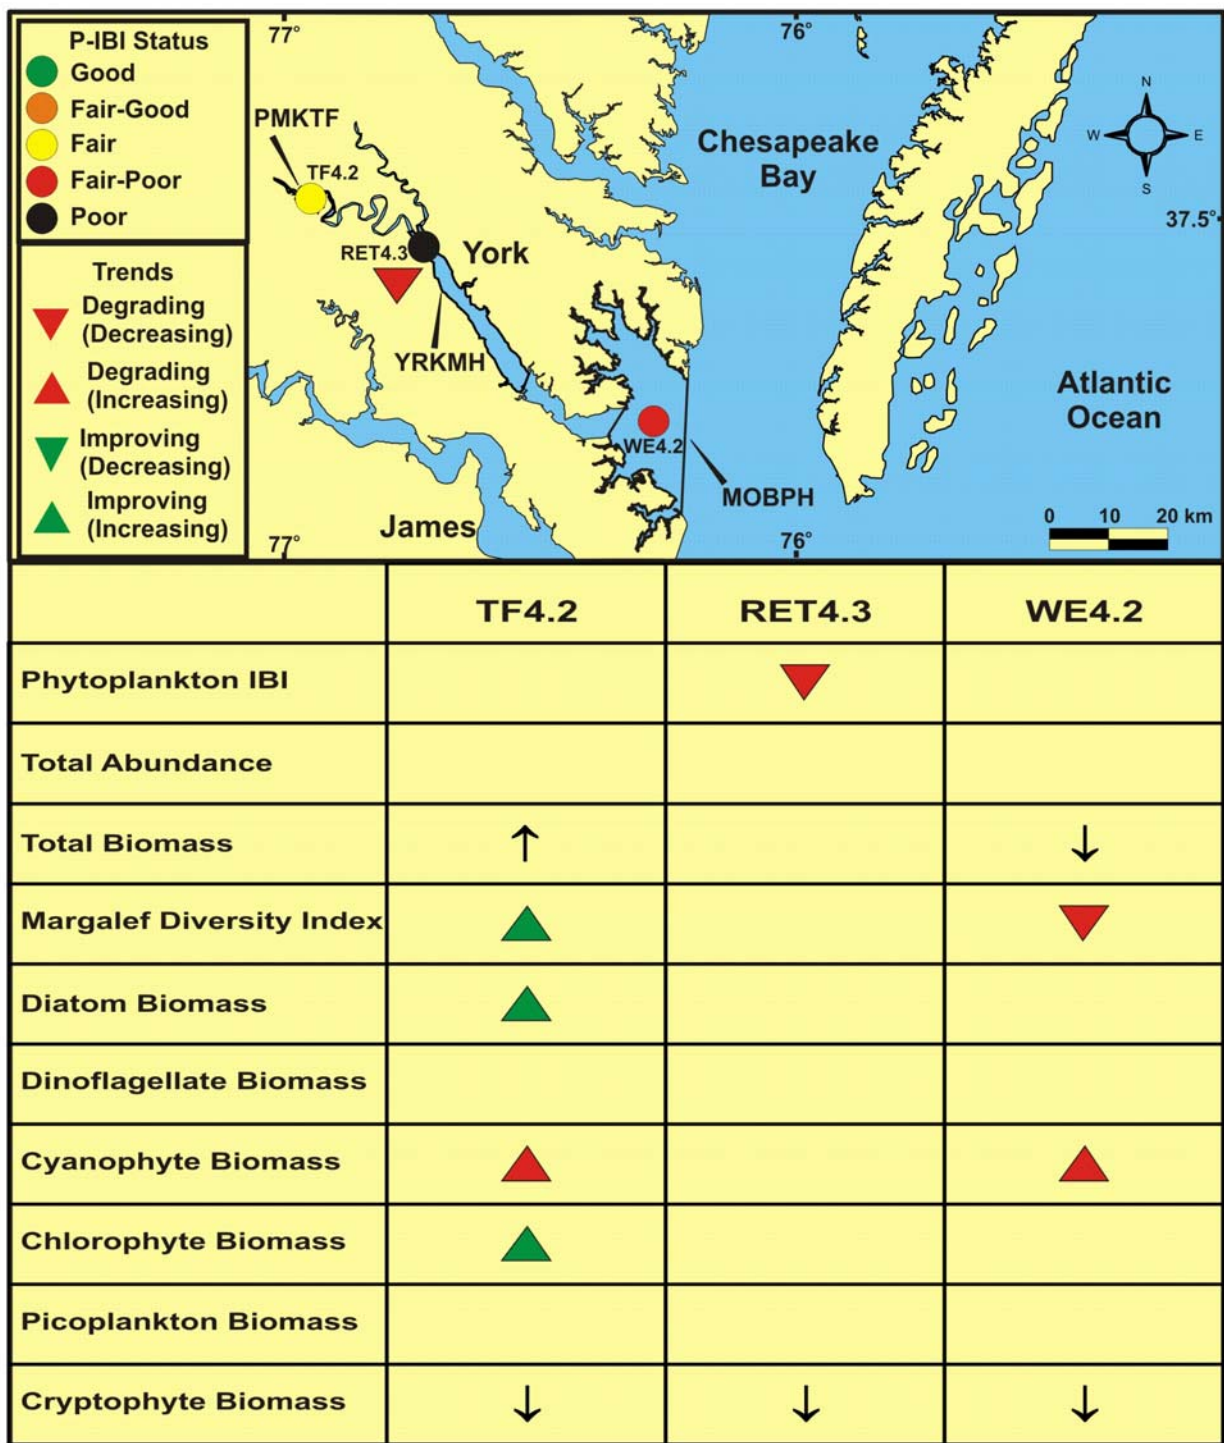 P-IBI Status
Good
Fair-Good
Fair
Fair-Poor
Poor
Trends
Degrading
(Decreasing)
Degrading
(Increasing)
Improving
(Decreasing)
Improving
(Increasing)
77°
76°
PMKTF
TF4.2
RET4.3
York
YRKMH
Chesapeake
Bay
N
W
E
S
37.5°
Atlantic
Ocean
WE4.2
MOBPH
James
77°
76°
0 10 20 km
TF4.2 RET4.3 WE4.2
Phytoplankton IBI
Total Abundance
Total Biomass ↑ ↓
Margalef Diversity Index
Diatom Biomass
Dinoflagellate Biomass
Cyanophyte Biomass
Chlorophyte Biomass
Picoplankton Biomass
Cryptophyte Biomass ↓ ↓ ↓